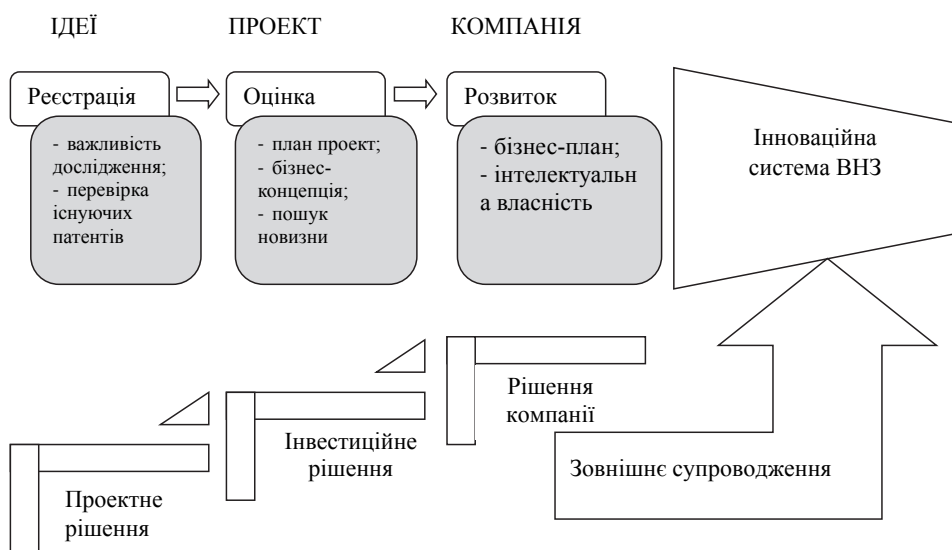 ІДЕЇ
ПРОЕКТ
КОМПАНІЯ
Реєстрація
Оцінка
Розвиток
- важливість
дослідження;
- перевірка
існуючих
патентів
- план проект;
- бізнес-
концепція;
- пошук
новизни
- бізнес-план;
- інтелектуальн
а власність
Інноваційна
система ВНЗ
Рішення
компанії
Інвестиційне
рішення
Проектне
рішення
Зовнішнє супроводження